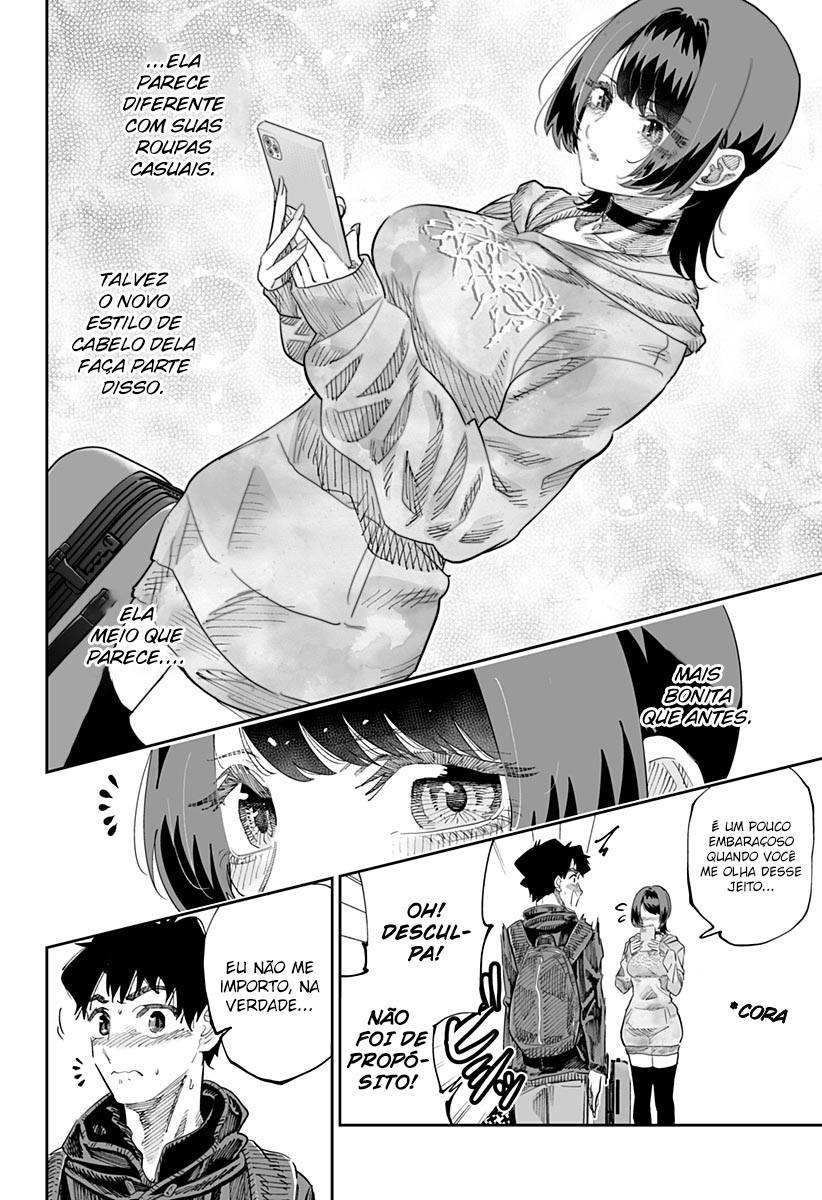 ...ELA
PARECE
DIFERENTE
COM SUAS
ROUPAS
CASUAIS.
TALVEZ
O NOVO
ESTILO DE
CABELO DELA
FAÇA PARTE
DISSO.
ELA
MEIO QUE
PARECE....
MAIS
BONITA
QUE ANTES.
É UM POUCO
EMBARAÇOSO
QUANDO VOCÊ
ME OLHA DESSE
JEITO...
*CORA
OH!
DESCUL-
PA!
NÃO
FOI DE
PROPÓ-
SITO!
EU NÃO ME
IMPORTO, NA
VERDADE...